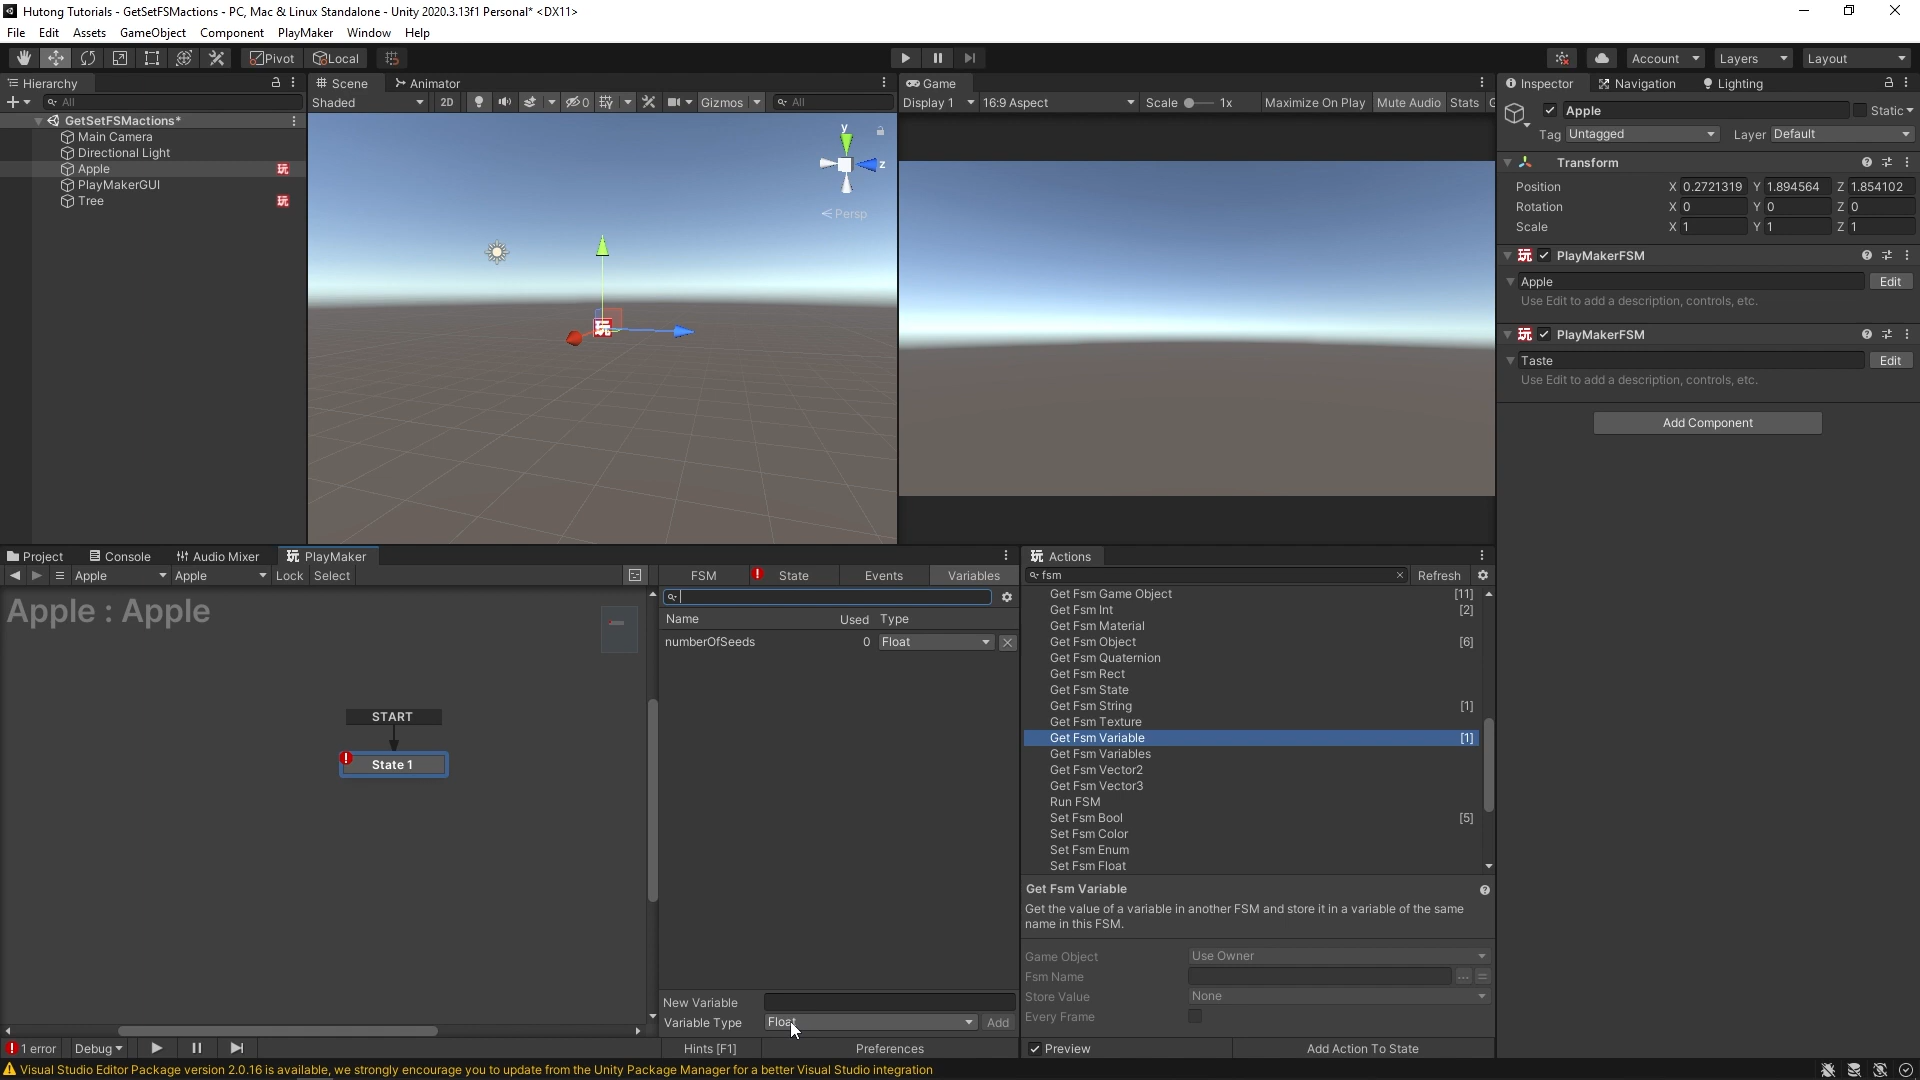 Hutong Tutorials - GetSetFSMactions - PC, Mac & Linux Standalone - Unity 2020.3.13f1 Personal* <DX11>
File Edit Assets GameObject Component PlayMaker Window Help
Pivot Local Account Layers Layout
Hierarchy
All
GetSetFSMactions*
Main Camera
Directional Light
Apple 玩
PlayMakerGUI
Tree 玩
Scene Animator
Shaded 2D 0 Gizmos All
y
z
Persp
玩
Game
Display 1 16:9 Aspect Scale 1x Maximize On Play Mute Audio Stats G
Inspector Navigation Lighting
Apple Static
Tag Untagged Layer Default
Transform
Position X 0.2721319 Y 1.894564 Z 1.854102
Rotation X 0 Y 0 Z 0
Scale X 1 Y 1 Z 1
玩 PlayMakerFSM
Apple Edit
Use Edit to add a description, controls, etc.
玩 PlayMakerFSM
Taste Edit
Use Edit to add a description, controls, etc.
Add Component
Project Console Audio Mixer 玩 PlayMaker
Apple Apple Lock Select
Apple : Apple
START
State 1
FSM State Events Variables
Name Used Type
numberOfSeeds 0 Float
New Variable
Variable Type Float Add
Hints [F1] Preferences
玩 Actions
fsm Refresh
Get Fsm Game Object [11]
Get Fsm Int [2]
Get Fsm Material
Get Fsm Object [6]
Get Fsm Quaternion
Get Fsm Rect
Get Fsm State
Get Fsm String [1]
Get Fsm Texture
Get Fsm Variable [1]
Get Fsm Variables
Get Fsm Vector2
Get Fsm Vector3
Run FSM
Set Fsm Bool [5]
Set Fsm Color
Set Fsm Enum
Set Fsm Float
Get Fsm Variable
Get the value of a variable in another FSM and store it in a variable of the same
name in this FSM.
Game Object Use Owner
Fsm Name ... =
Store Value None
Every Frame
Preview Add Action To State
1 error Debug
Visual Studio Editor Package version 2.0.16 is available, we strongly encourage you to update from the Unity Package Manager for a better Visual Studio integration